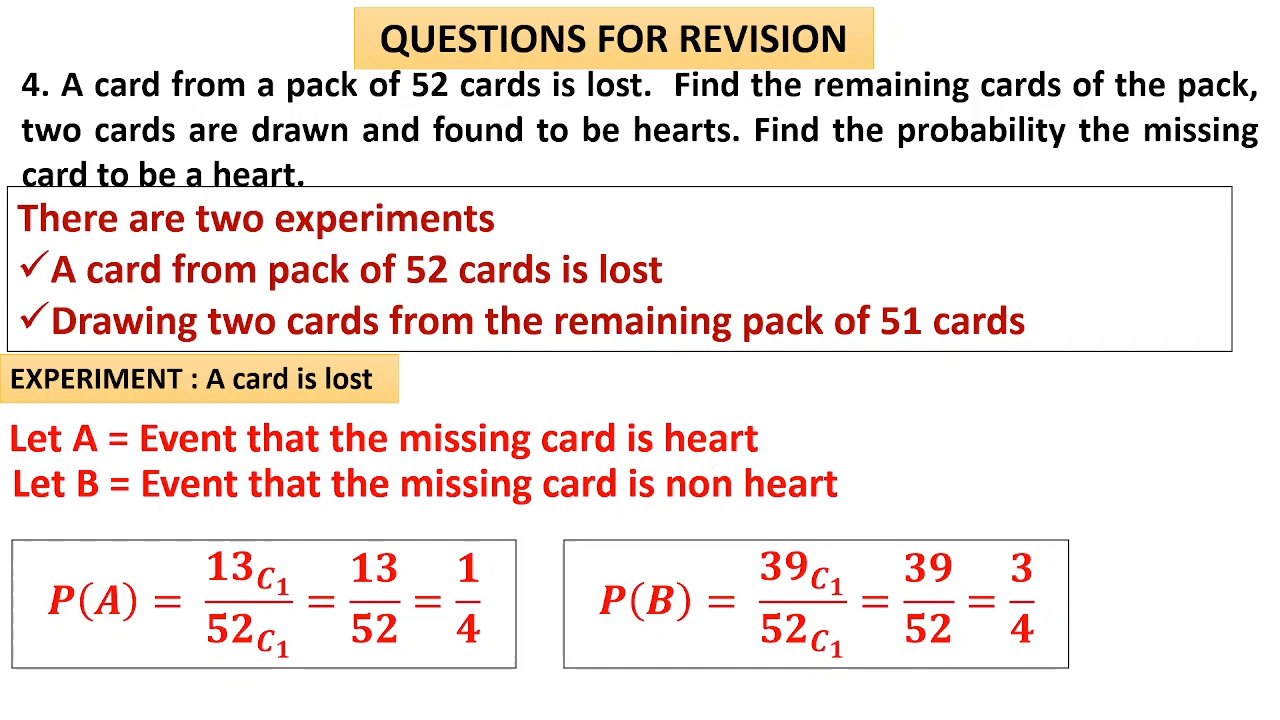 QUESTIONS FOR REVISION
4. A card from a pack of 52 cards is lost. Find the remaining cards of the pack,
two cards are drawn and found to be hearts. Find the probability the missing
card to be a heart.
There are two experiments
✓A card from pack of 52 cards is lost
✓Drawing two cards from the remaining pack of 51 cards
EXPERIMENT : A card is lost
Let A = Event that the missing card is heart
Let B = Event that the missing card is non heart
P(A) = 13C₁/52C₁ = 13/52 = 1/4
P(B) = 39C₁/52C₁ = 39/52 = 3/4